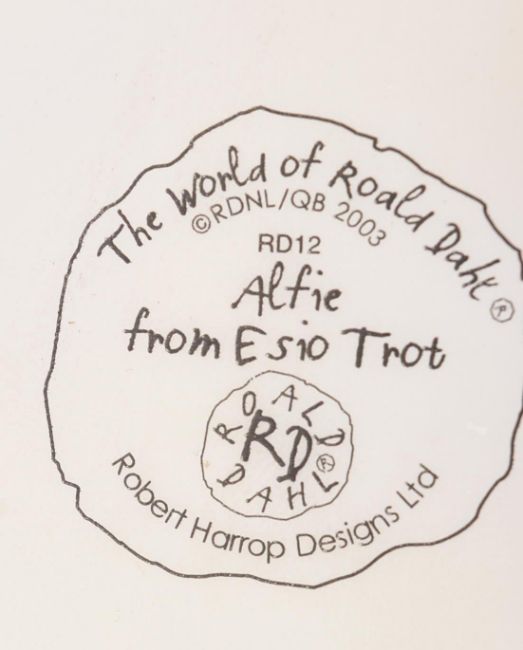 The World of Roald Dahl®
©RDNL/QB 2003
RD12
Alfie
from Esio Trot
ROALD
RD
DAHL®
Robert Harrop Designs Ltd